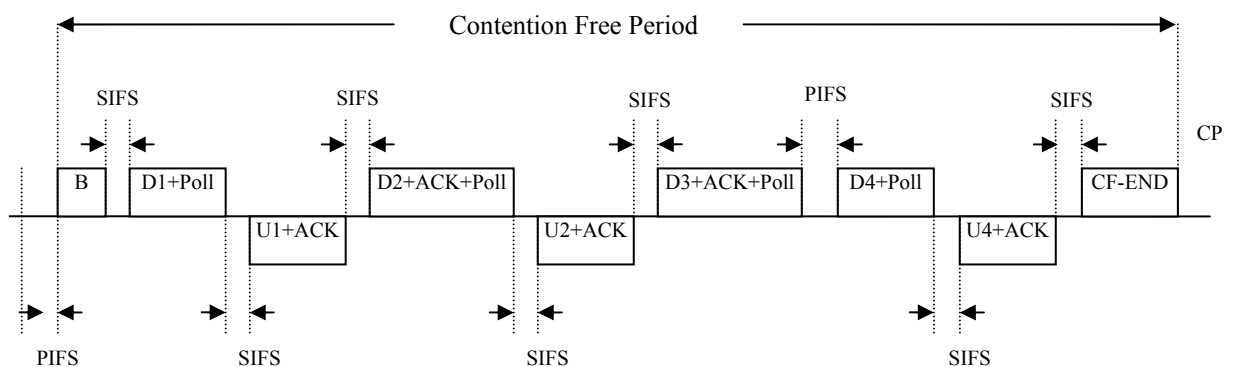 Contention Free Period
SIFS SIFS SIFS PIFS SIFS
CP
B D1+Poll D2+ACK+Poll D3+ACK+Poll D4+Poll CF-END
U1+ACK U2+ACK U4+ACK
PIFS SIFS SIFS SIFS